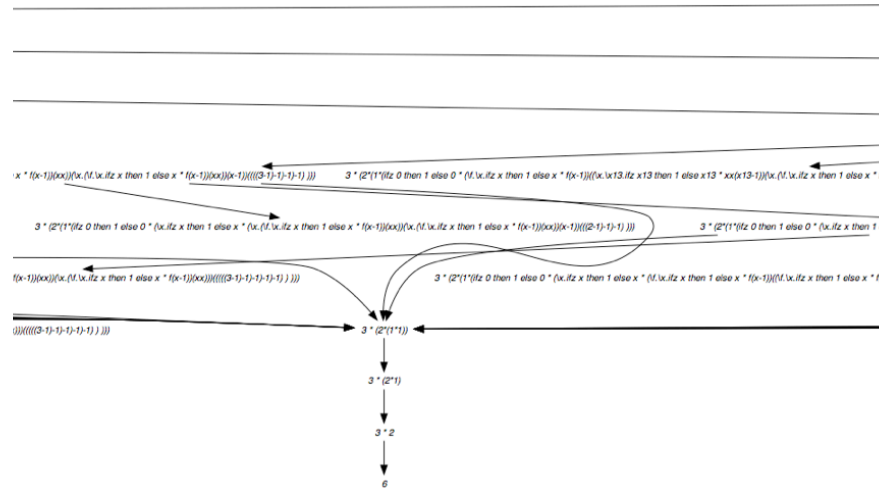 x * f(x-1))(xx))(\x.(\f.\x.ifz x then 1 else x * f(x-1))(xx))(x-1))((((3-1)-1)-1)-1) )))
3 * (2*(1*(ifz 0 then 1 else 0 * (\f.\x.ifz x then 1 else x * f(x-1))((\x.\x13.ifz x13 then 1 else x13 * xx(x13-1))(\x.(\f.\x.ifz x then 1 else x *
3 * (2*(1*(ifz 0 then 1 else 0 * (\x.ifz x then 1 else x * (\x.(\f.\x.ifz x then 1 else x * f(x-1))(xx))(\x.(\f.\x.ifz x then 1 else x * f(x-1))(xx))(x-1))(((2-1)-1)-1) )))
3 * (2*(1*(ifz 0 then 1 else 0 * (\x.ifz x then 1
f(x-1))(xx))(\x.(\f.\x.ifz x then 1 else x * f(x-1))(xx)))(((((3-1)-1)-1)-1)-1) ) )))
3 * (2*(1*(ifz 0 then 1 else 0 * (\x.ifz x then 1 else x * (\f.\x.ifz x then 1 else x * f(x-1))((\f.\x.ifz x then 1 else x * f
))(((((3-1)-1)-1)-1)-1) ) )))
3 * (2*(1*1))
3 * (2*1)
3 * 2
6